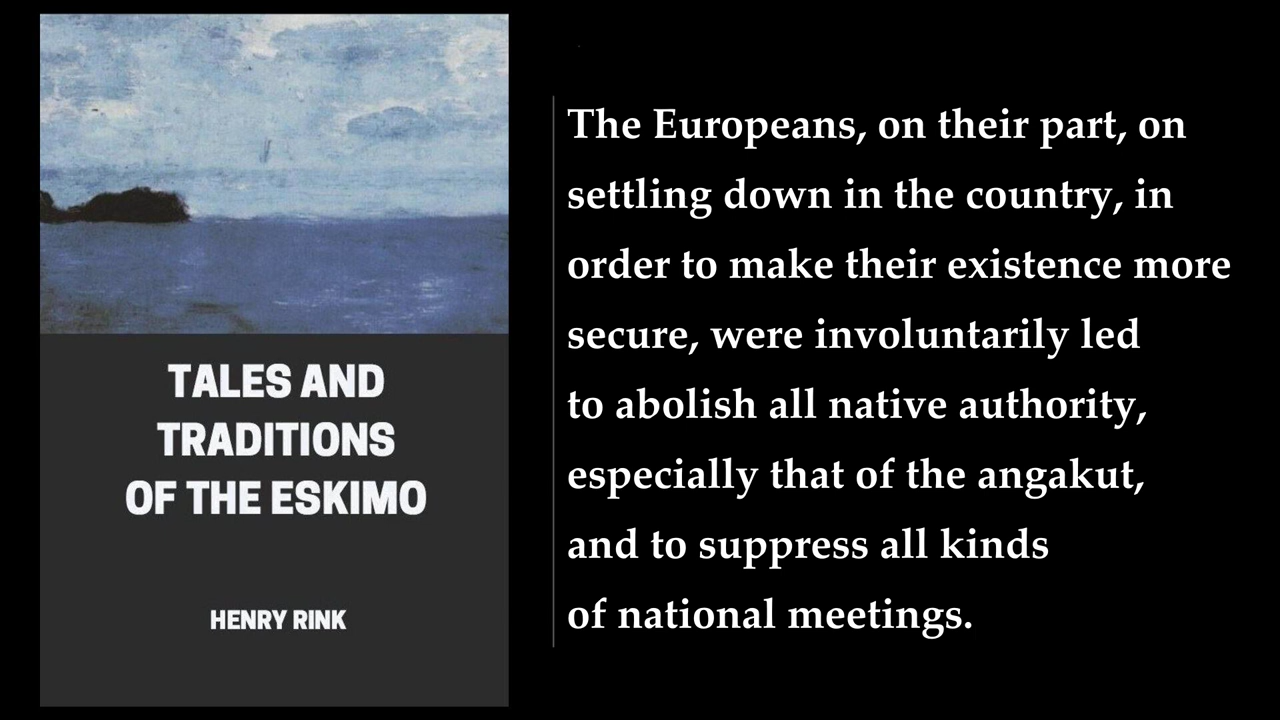 TALES AND
TRADITIONS
OF THE ESKIMO
HENRY RINK
The Europeans, on their part, on
settling down in the country, in
order to make their existence more
secure, were involuntarily led
to abolish all native authority,
especially that of the angakut,
and to suppress all kinds
of national meetings.